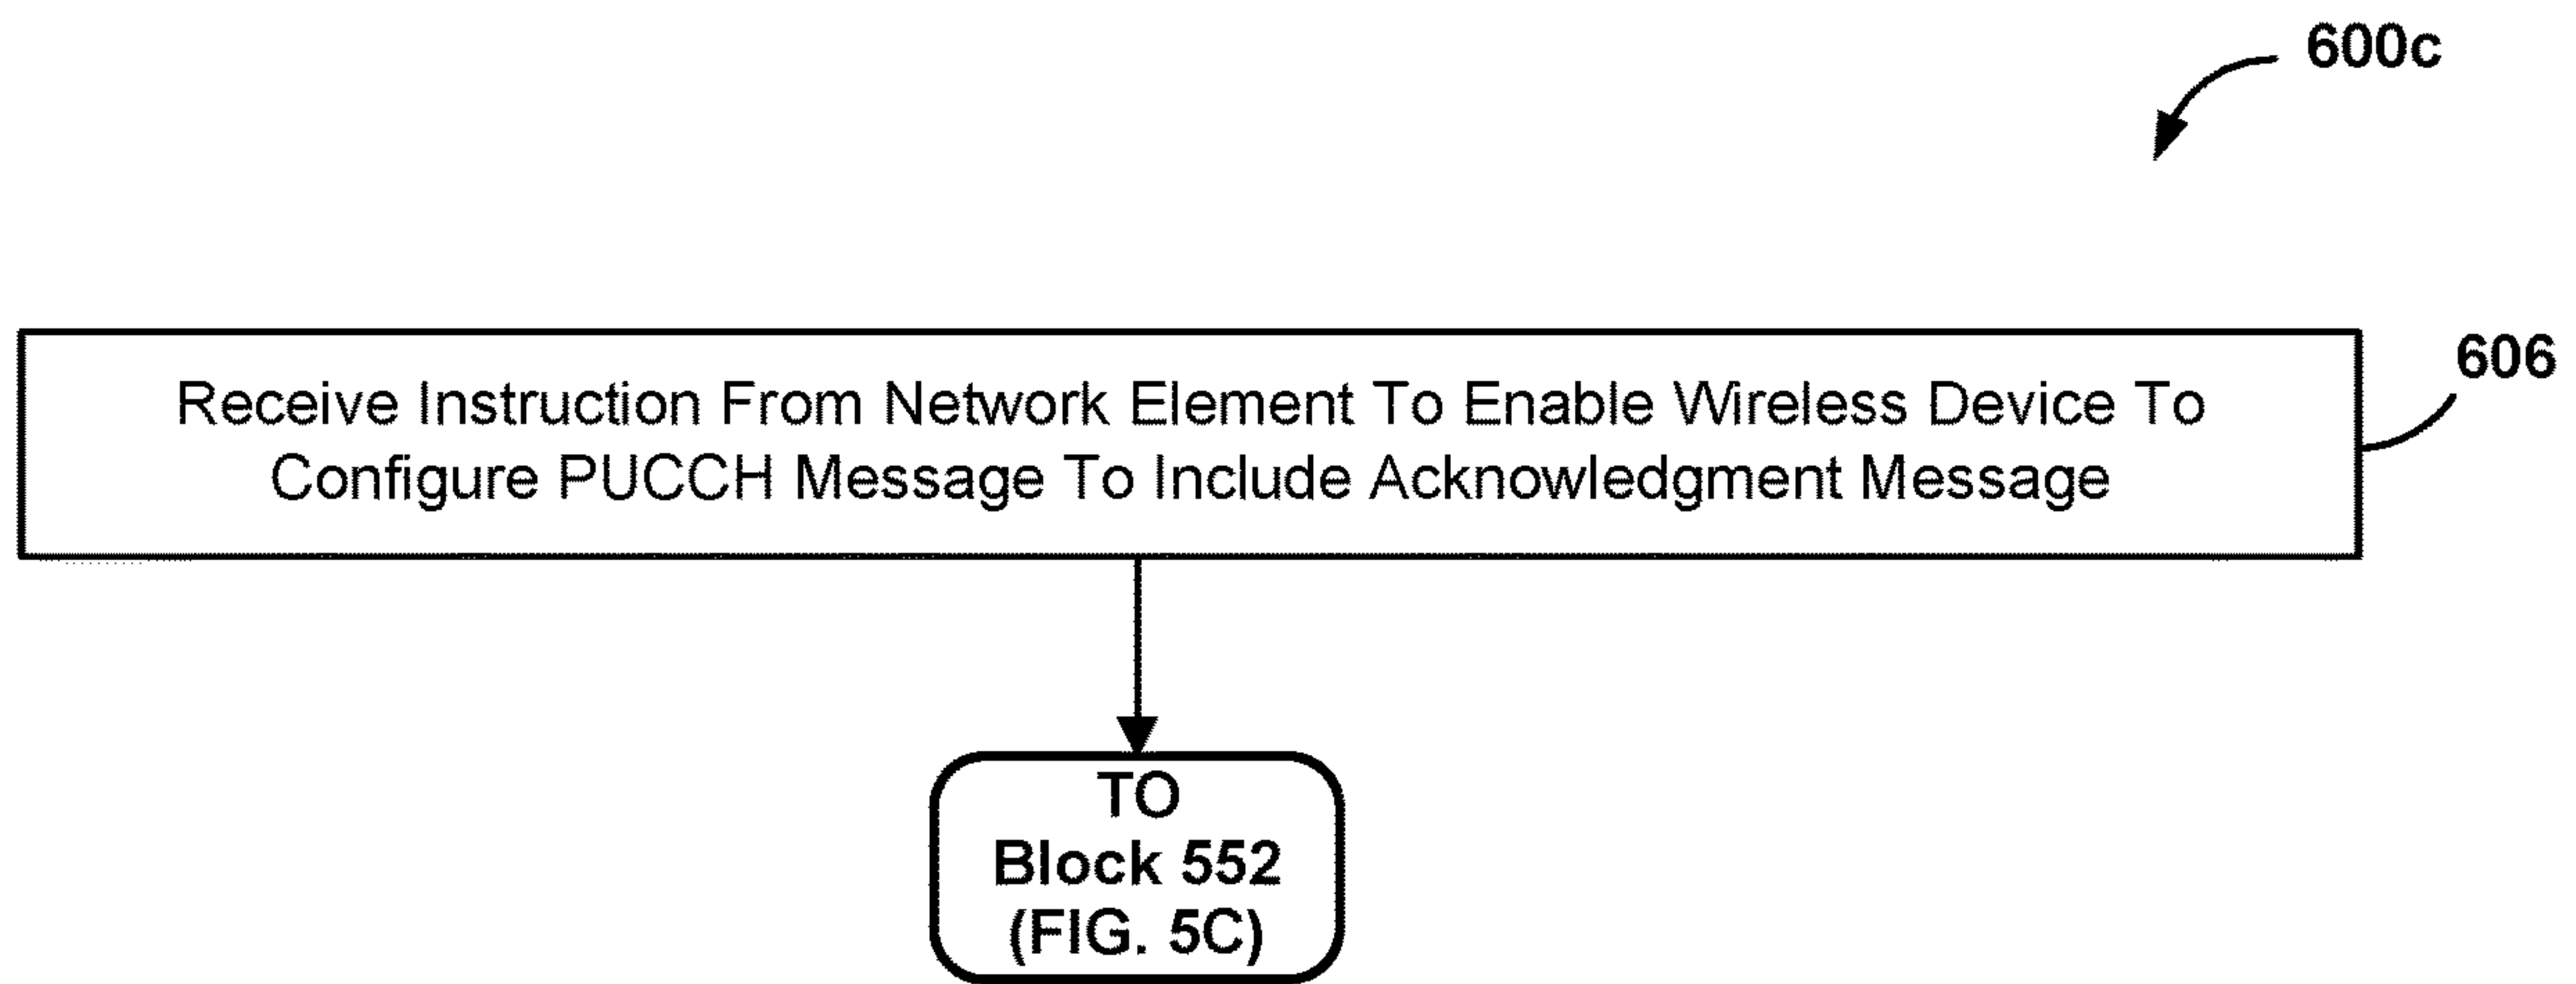 600c
606
Receive Instruction From Network Element To Enable Wireless Device To
Configure PUCCH Message To Include Acknowledgment Message
TO
Block 552
(FIG. 5C)